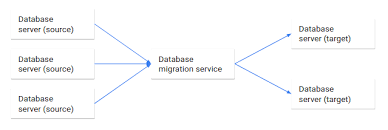 Database
server (source)
Database
server (source)
Database
server (source)
Database
migration service
Database
server (target)
Database
server (target)